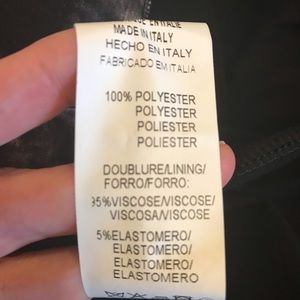 MADE IN ITALY
HECHO EN ITALY
FABRICADO EM ITALIA
100% POLYESTER
POLYESTER
POLIESTER
POLIESTER
DOUBLURE/LINING/
FORRO/FORRO:
95%VISCOSE/VISCOSE/
VISCOSA/VISCOSE
5%ELASTOMERO/
ELASTOMERO/
ELASTOMERO/
ELASTOMERO